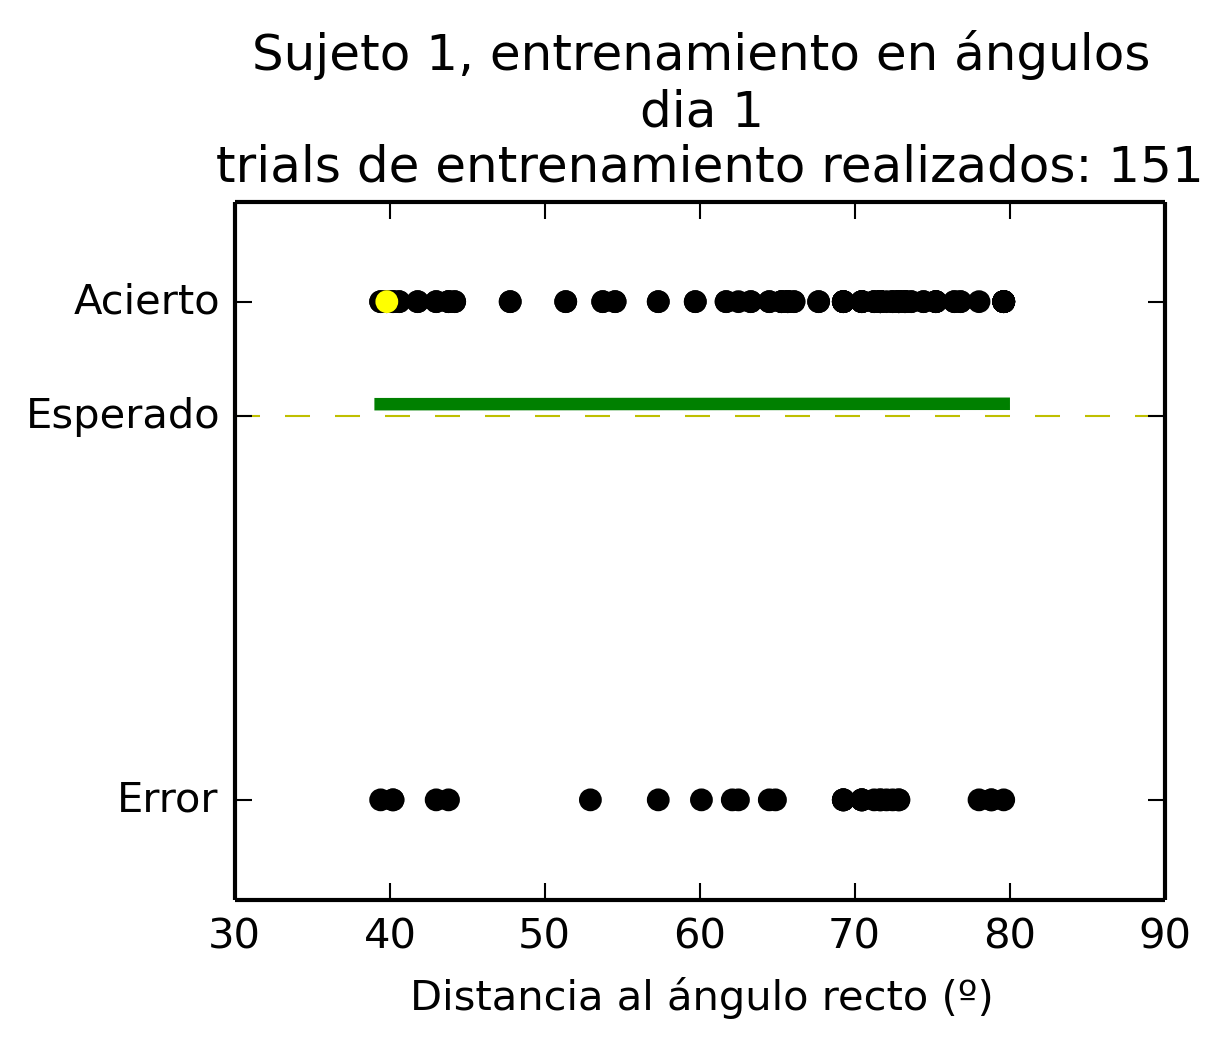 Sujeto 1, entrenamiento en ángulos
dia 1
trials de entrenamiento realizados: 151
Acierto
Esperado
Error
30 40 50 60 70 80 90
Distancia al ángulo recto (º)